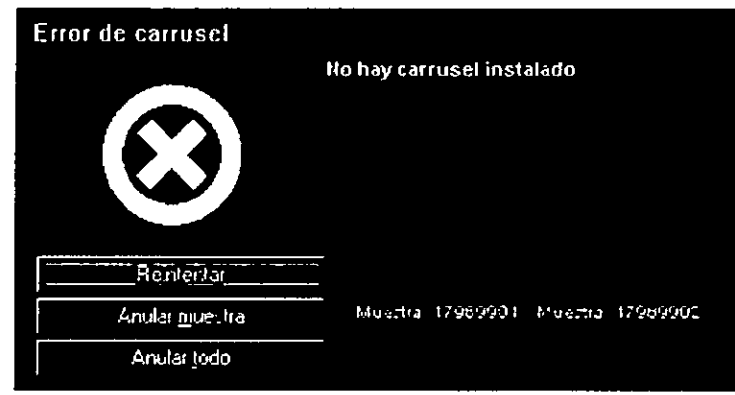 Error de carrusel
No hay carrusel instalado
Reintentar
Anular muestra
Muestra 17989901 Muestra 17989902
Anular todo